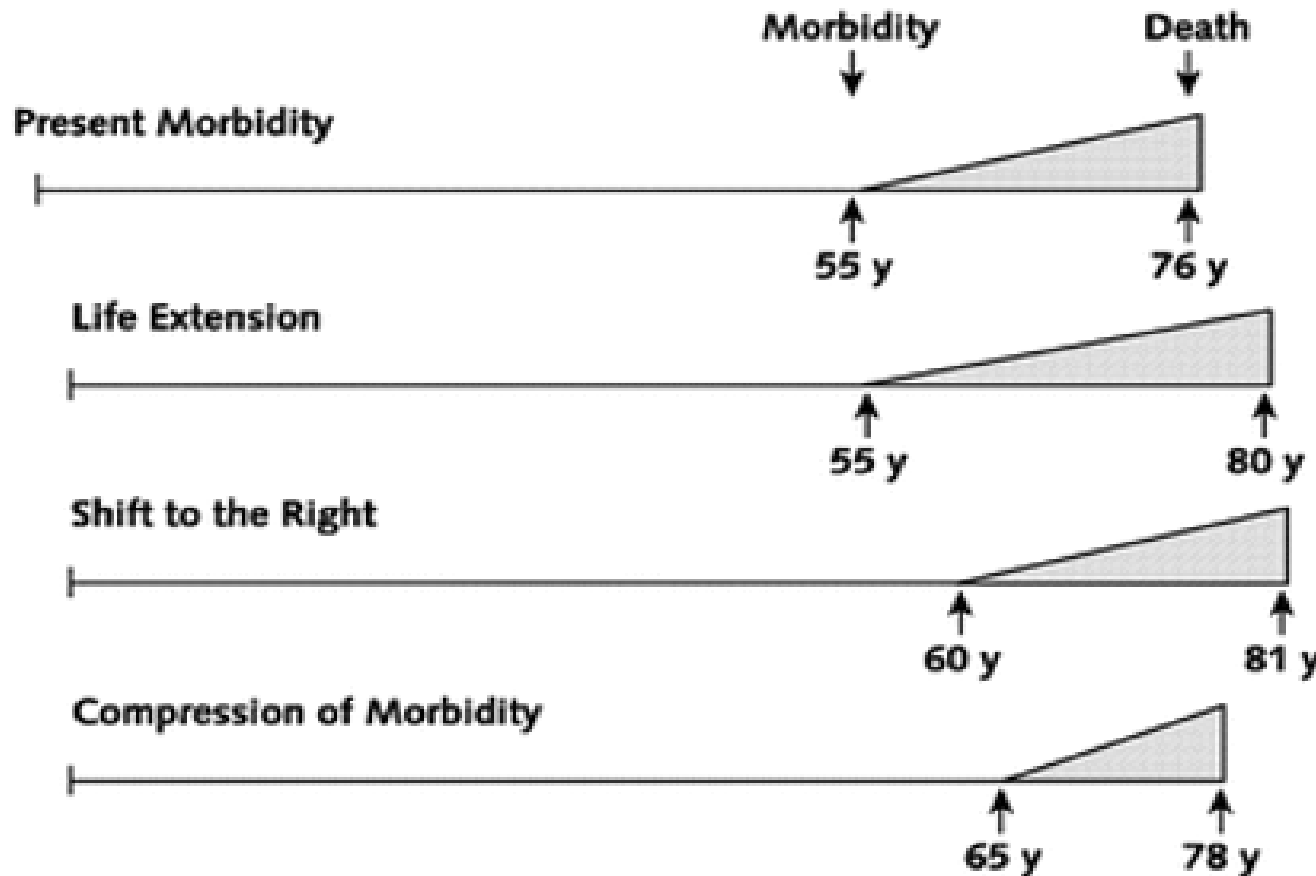 Morbidity Death
Present Morbidity
55 y 76 y
Life Extension
55 y 80 y
Shift to the Right
60 y 81 y
Compression of Morbidity
65 y 78 y